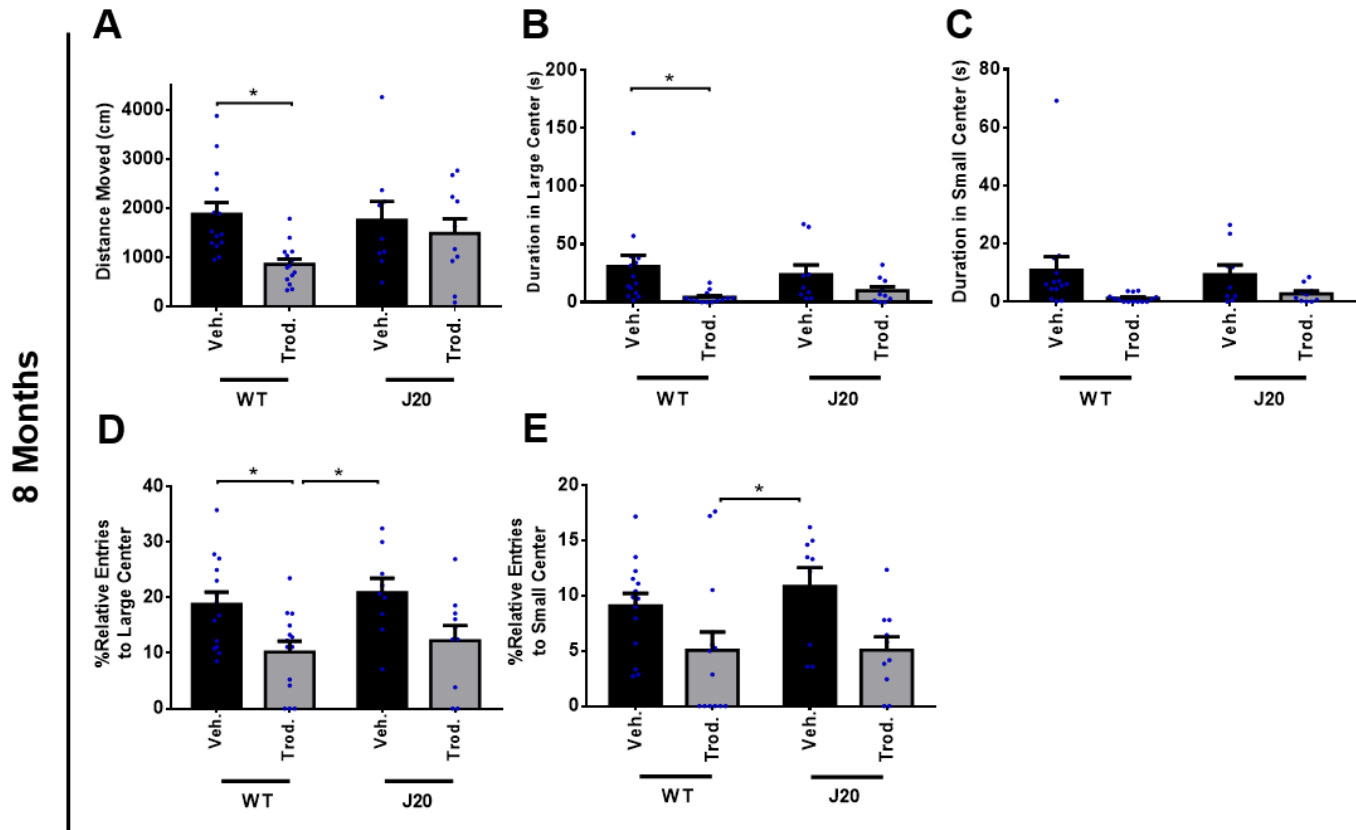 8 Months
A
Distance Moved (cm)
4000
3000
2000
1000
0
*
Veh.
Trod.
Veh.
Trod.
WT
J20
B
Duration in Large Center (s)
200
150
100
50
0
*
Veh.
Trod.
Veh.
Trod.
WT
J20
C
Duration in Small Center (s)
80
60
40
20
0
Veh.
Trod.
Veh.
Trod.
WT
J20
D
%Relative Entries
to Large Center
40
30
20
10
0
*
*
Veh.
Trod.
Veh.
Trod.
WT
J20
E
%Relative Entries
to Small Center
20
15
10
5
0
*
Veh.
Trod.
Veh.
Trod.
WT
J20